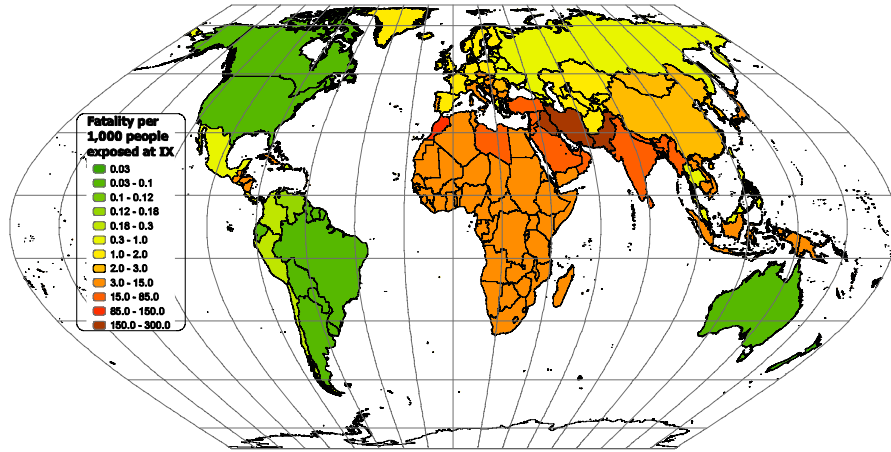 Fatality per
1,000 people
exposed at IX
0.03
0.03 - 0.1
0.1 - 0.12
0.12 - 0.18
0.18 - 0.3
0.3 - 1.0
1.0 - 2.0
2.0 - 3.0
3.0 - 15.0
15.0 - 85.0
85.0 - 150.0
150.0 - 300.0